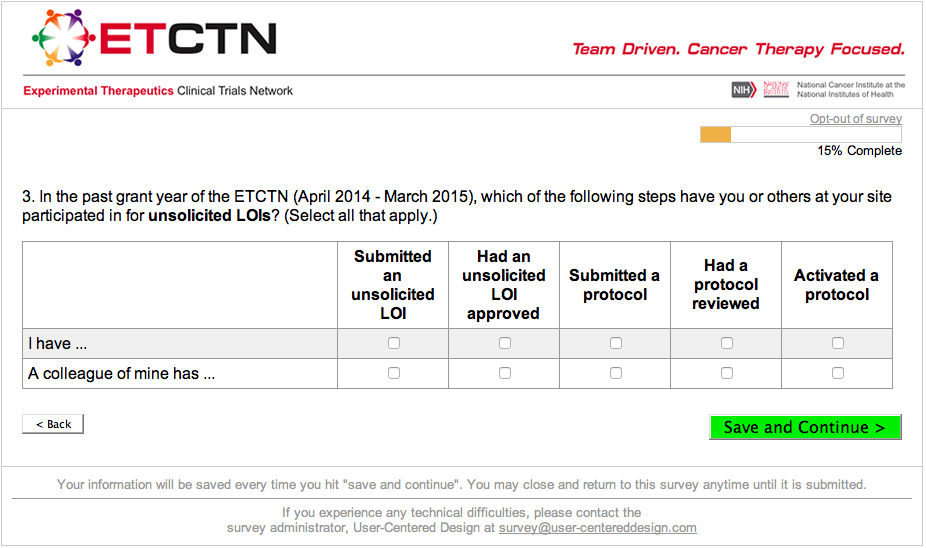 ETCTN
Team Driven. Cancer Therapy Focused.
Experimental Therapeutics Clinical Trials Network
NIH
NATIONAL
CANCER
INSTITUTE
National Cancer Institute at the
National Institutes of Health
Opt-out of survey
15% Complete
3. In the past grant year of the ETCTN (April 2014 - March 2015), which of the following steps have you or others at your site
participated in for unsolicited LOIs? (Select all that apply.)
Submitted
an
unsolicited
LOI
Had an
unsolicited
LOI
approved
Submitted a
protocol
Had a
protocol
reviewed
Activated a
protocol
I have ...
A colleague of mine has ...
< Back
Save and Continue >
Your information will be saved every time you hit "save and continue". You may close and return to this survey anytime until it is submitted.
If you experience any technical difficulties, please contact the
survey administrator, User-Centered Design at survey@user-centereddesign.com